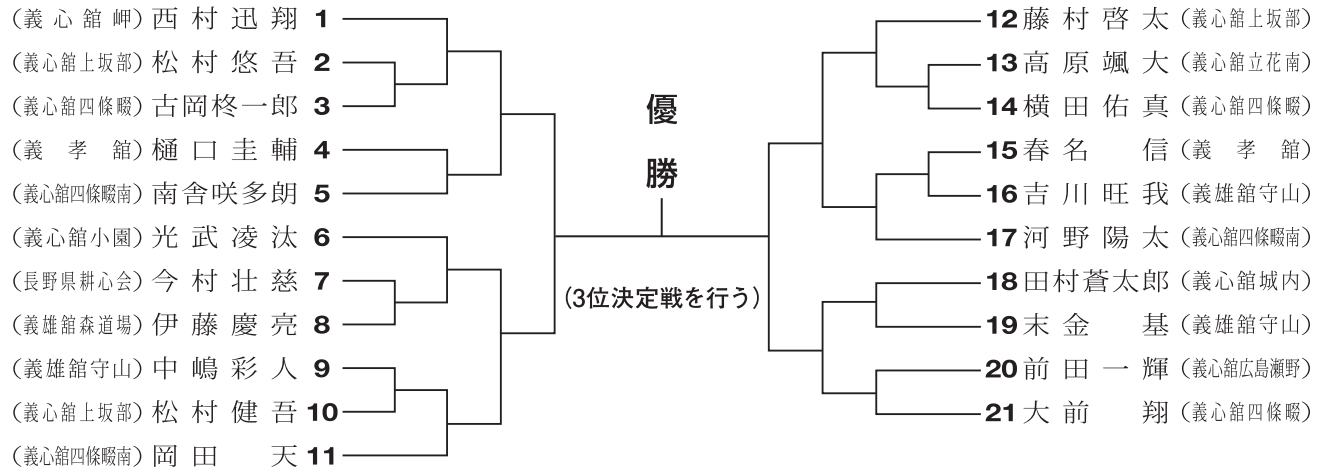 (義心舘岬) 西村迅翔 1
(義心舘上坂部) 松村悠吾 2
(義心舘四條畷) 古岡柊一郎 3
(義孝舘) 樋口圭輔 4
(義心舘四條畷南) 南舎咲多朗 5
(義心舘小園) 光武凌汰 6
(長野県耕心会) 今村壮慈 7
(義雄舘森道場) 伊藤慶亮 8
(義雄舘守山) 中嶋彩人 9
(義心舘上坂部) 松村健吾 10
(義心舘四條畷南) 岡田天 11
優勝
(3位決定戦を行う)
12 藤村啓太 (義心舘上坂部)
13 高原颯大 (義心舘立花南)
14 横田佑真 (義心舘四條畷)
15 春名信 (義孝舘)
16 吉川旺我 (義雄舘守山)
17 河野陽太 (義心舘四條畷南)
18 田村蒼太郎 (義心舘城内)
19 末金基 (義雄舘守山)
20 前田一輝 (義心舘広島瀬野)
21 大前翔 (義心舘四條畷)